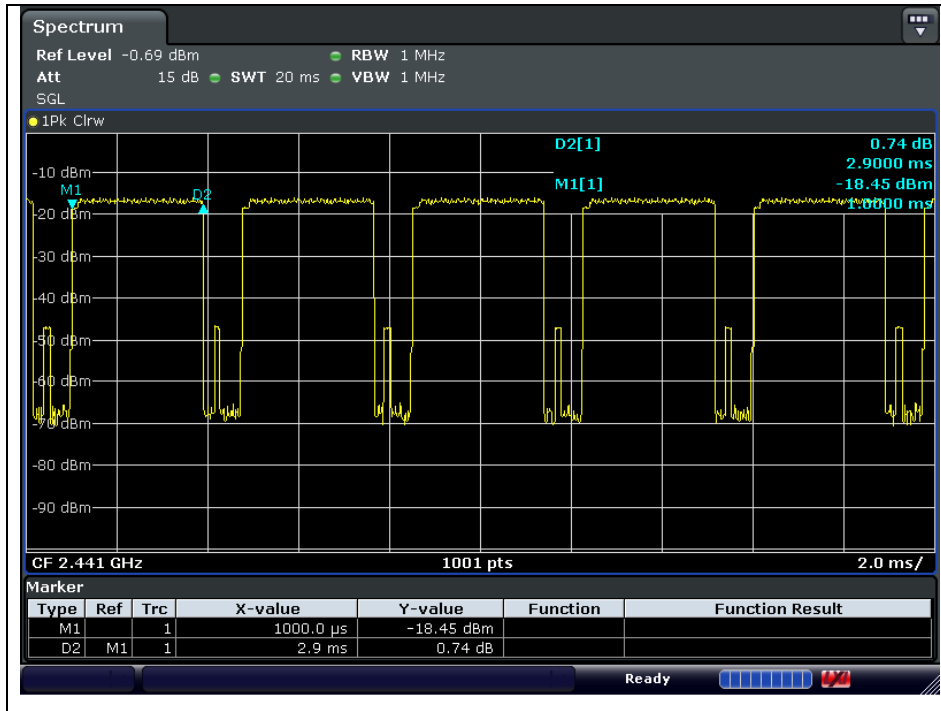 Spectrum
Ref Level -0.69 dBm RBW 1 MHz
Att 15 dB SWT 20 ms VBW 1 MHz
SGL
1Pk Clrw
D2[1] 0.74 dB
2.9000 ms
M1[1] -18.45 dBm
1.0000 ms
-10 dBm
M1
D2
-20 dBm
-30 dBm
-40 dBm
-50 dBm
-60 dBm
-70 dBm
-80 dBm
-90 dBm
CF 2.441 GHz 1001 pts 2.0 ms/
Marker
Type Ref Trc X-value Y-value Function Function Result
M1 1 1000.0 µs -18.45 dBm
D2 M1 1 2.9 ms 0.74 dB
Ready